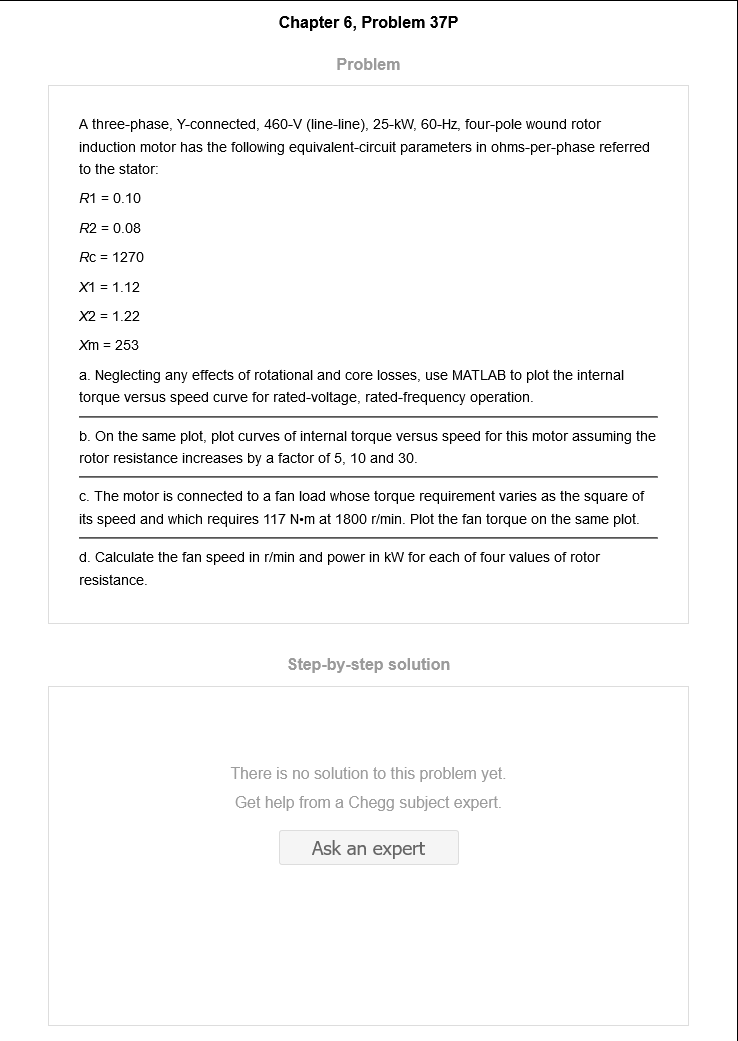 Chapter 6, Problem 37P
Problem
A three-phase, Y-connected, 460-V (line-line), 25-kW, 60-Hz, four-pole wound rotor
induction motor has the following equivalent-circuit parameters in ohms-per-phase referred
to the stator:
R1 = 0.10
R2 = 0.08
Rc = 1270
X1 = 1.12
X2 = 1.22
Xm = 253
a. Neglecting any effects of rotational and core losses, use MATLAB to plot the internal
torque versus speed curve for rated-voltage, rated-frequency operation.
b. On the same plot, plot curves of internal torque versus speed for this motor assuming the
rotor resistance increases by a factor of 5, 10 and 30.
c. The motor is connected to a fan load whose torque requirement varies as the square of
its speed and which requires 117 N•m at 1800 r/min. Plot the fan torque on the same plot.
d. Calculate the fan speed in r/min and power in kW for each of four values of rotor
resistance.
Step-by-step solution
There is no solution to this problem yet.
Get help from a Chegg subject expert.
Ask an expert